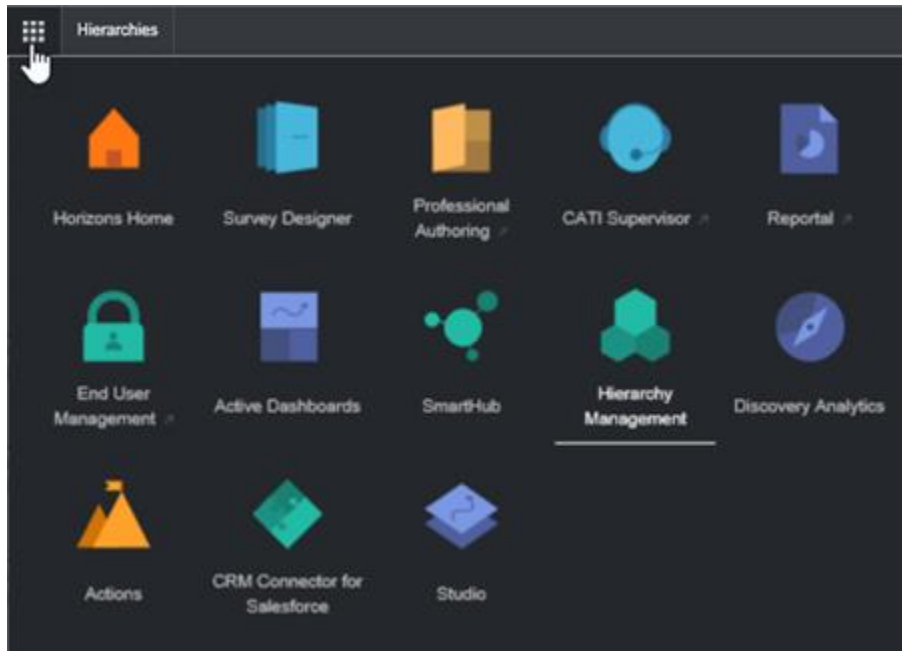 Hierarchies
Horizons Home
Survey Designer
Professional
Authoring
CATI Supervisor
Reportal
End User
Management
Active Dashboards
SmartHub
Hierarchy
Management
Discovery Analytics
Actions
CRM Connector for
Salesforce
Studio